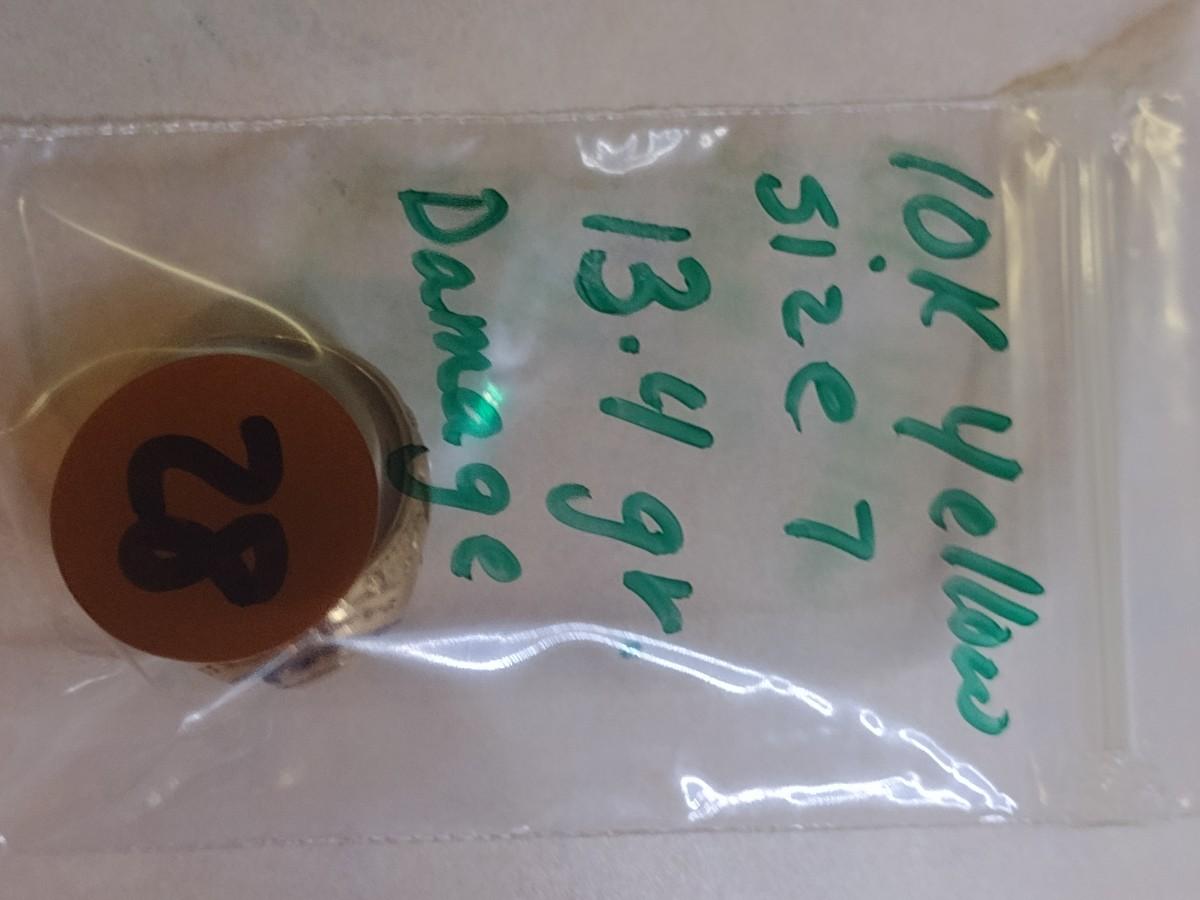 10K Yellow
Size 7
13.4 gr.
Damage
28